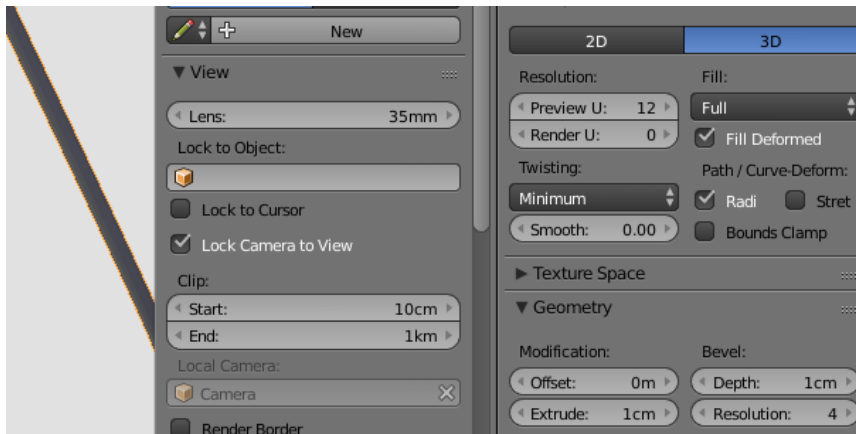 New
View
Lens: 35mm
Lock to Object:
Lock to Cursor
Lock Camera to View
Clip:
Start: 10cm
End: 1km
Local Camera:
Camera
Render Border
2D 3D
Resolution: Fill:
Preview U: 12 Full
Render U: 0 Fill Deformed
Twisting: Path / Curve-Deform:
Minimum Radi Stret
Smooth: 0.00 Bounds Clamp
Texture Space
Geometry
Modification: Bevel:
Offset: 0m Depth: 1cm
Extrude: 1cm Resolution: 4